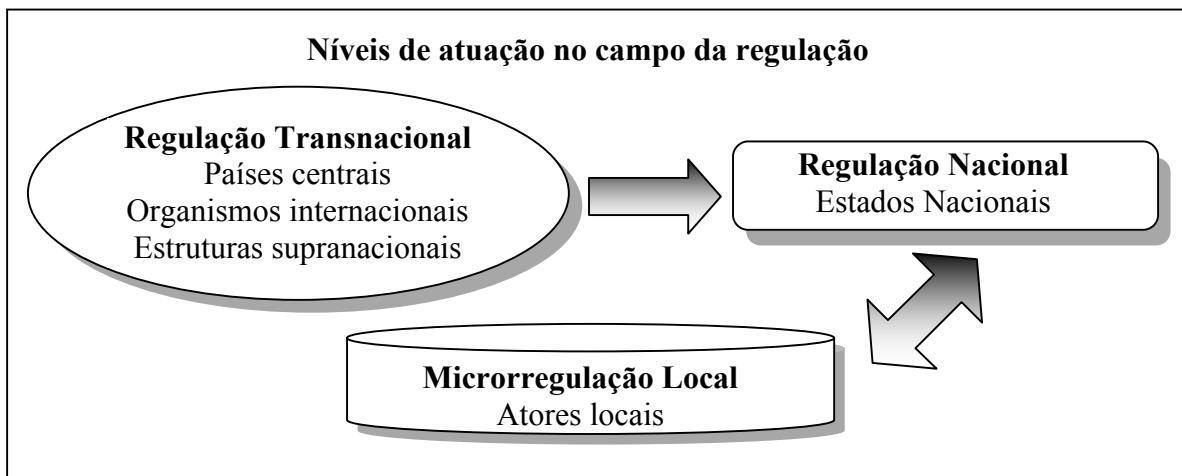 Níveis de atuação no campo da regulação
Regulação Transnacional
Países centrais
Organismos internacionais
Estruturas supranacionais
Regulação Nacional
Estados Nacionais
Microrregulação Local
Atores locais